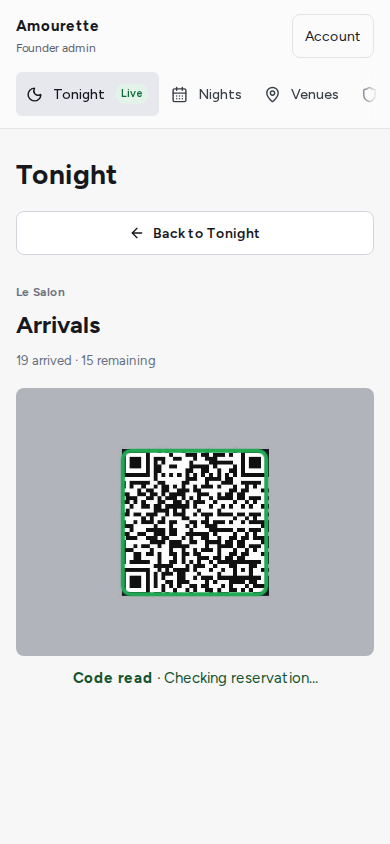 Amourette
Founder admin
Account
Tonight Live
Nights
Venues
Tonight
Back to Tonight
Le Salon
Arrivals
19 arrived · 15 remaining
Code read · Checking reservation...